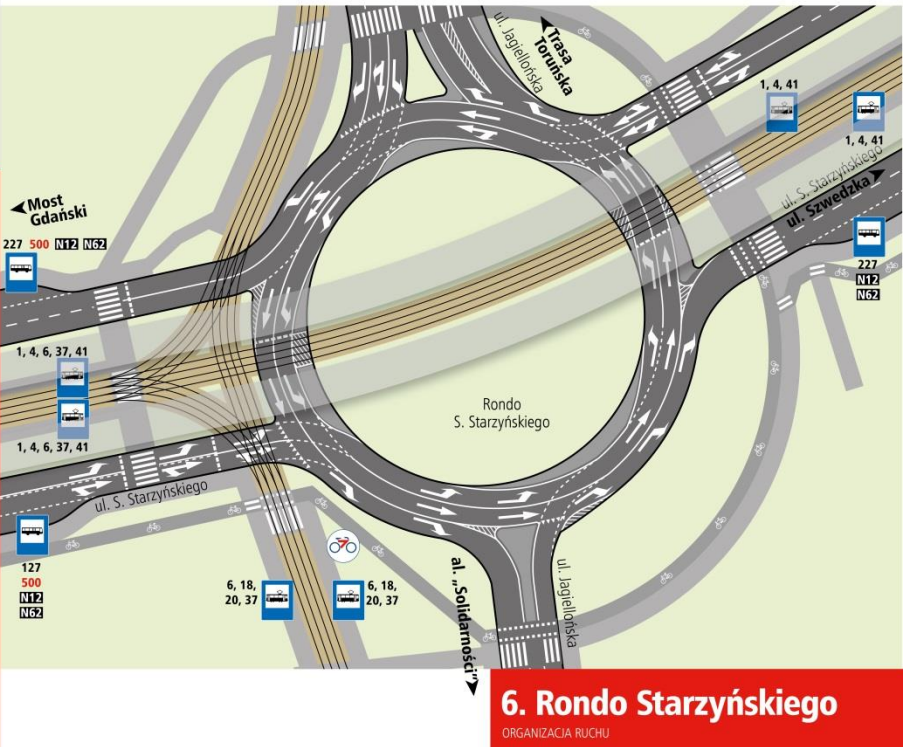 ul. Jagiellońska
Trasa
Toruńska
1, 4, 41
1, 4, 41
ul. S. Starzyńskiego
ul. Szwedzka
Most
Gdański
227 500 N12 N62
227
N12
N62
1, 4, 6, 37, 41
1, 4, 6, 37, 41
Rondo
S. Starzyńskiego
ul. S. Starzyńskiego
127
500
N12
N62
6, 18,
20, 37
6, 18,
20, 37
al. „Solidarności”
ul. Jagiellońska
6. Rondo Starzyńskiego
ORGANIZACJA RUCHU